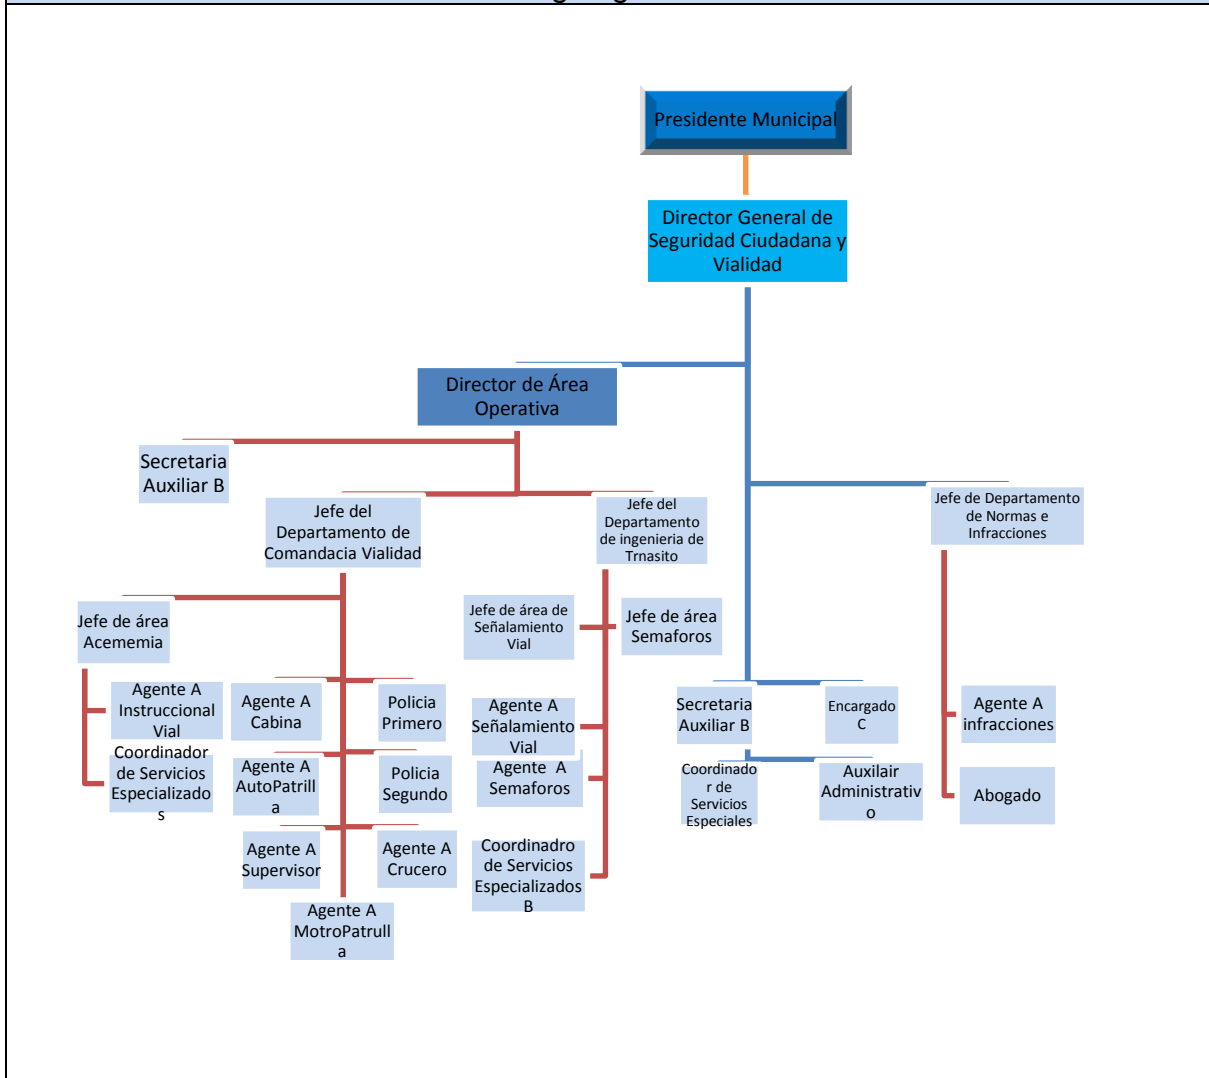 Presidente Municipal
Director General de
Seguridad Ciudadana y
Vialidad
Director de Área
Operativa
Secretaria
Auxiliar B
Jefe del
Departamento de
Comandacia Vialidad
Jefe del
Departamento
de ingenieria de
Trnasito
Jefe de Departamento
de Normas e
Infracciones
Jefe de área
Acememia
Jefe de área de
Señalamiento
Vial
Jefe de área
Semaforos
Agente A
Instruccional
Vial
Coordinador
de Servicios
Especializado
s
Agente A
Cabina
Policia
Primero
Agente A
AutoPatrill
a
Policia
Segundo
Agente A
Supervisor
Agente A
Crucero
Agente A
MotroPatrull
a
Agente A
Señalamiento
Vial
Agente A
Semaforos
Coordinadro
de Servicios
Especializados
B
Secretaria
Auxiliar B
Encargado
C
Coordinado
r de
Servicios
Especiales
Auxilair
Administrativ
o
Agente A
infracciones
Abogado